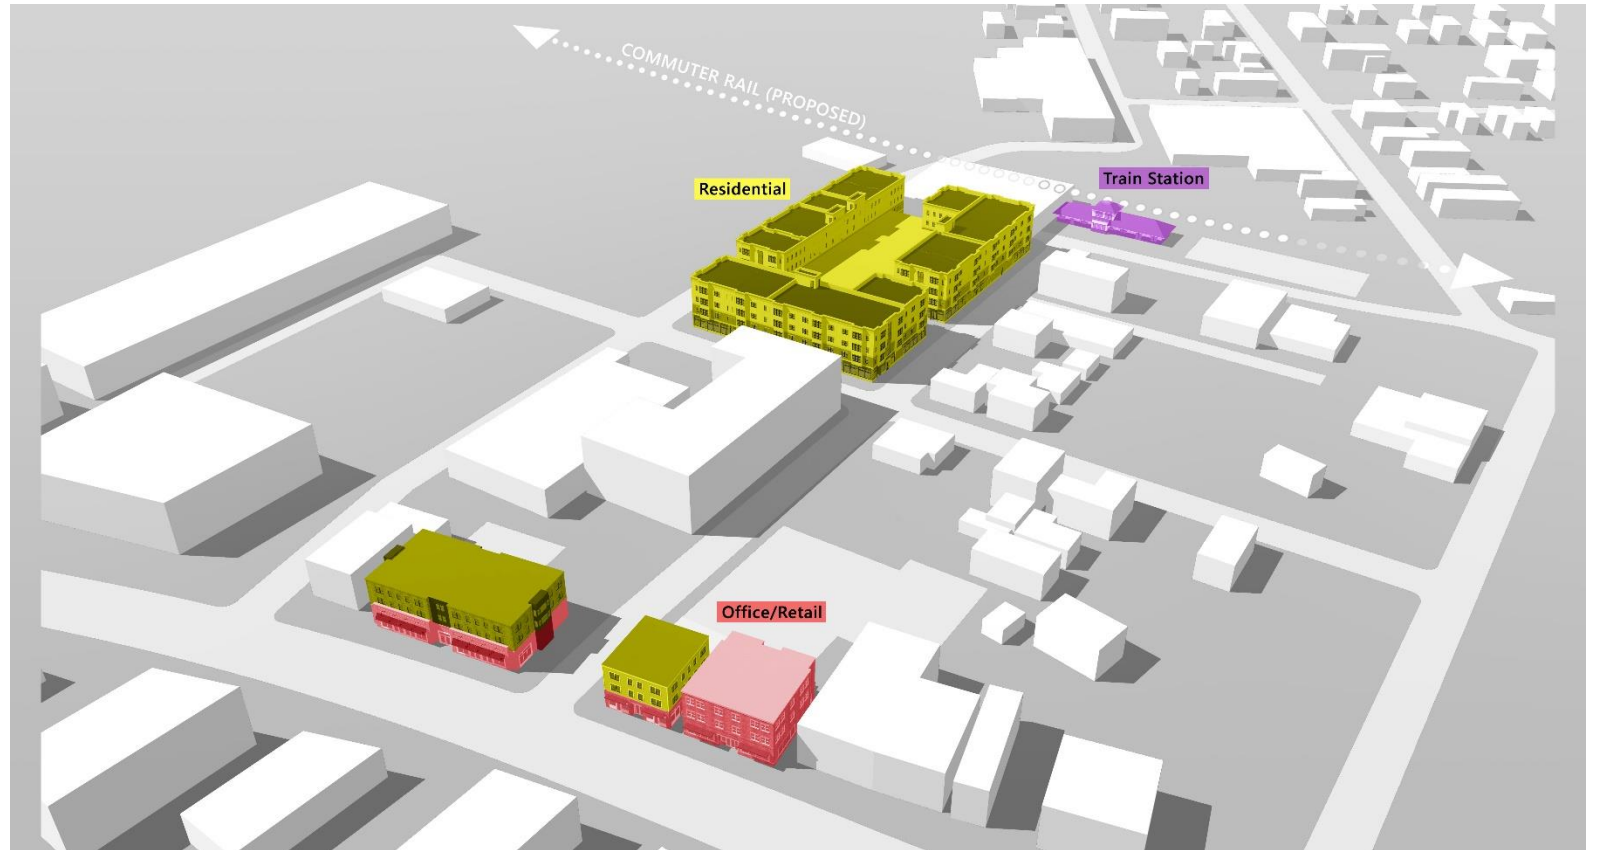 COMMUTER RAIL (PROPOSED)
Train Station
Residential
Office/Retail